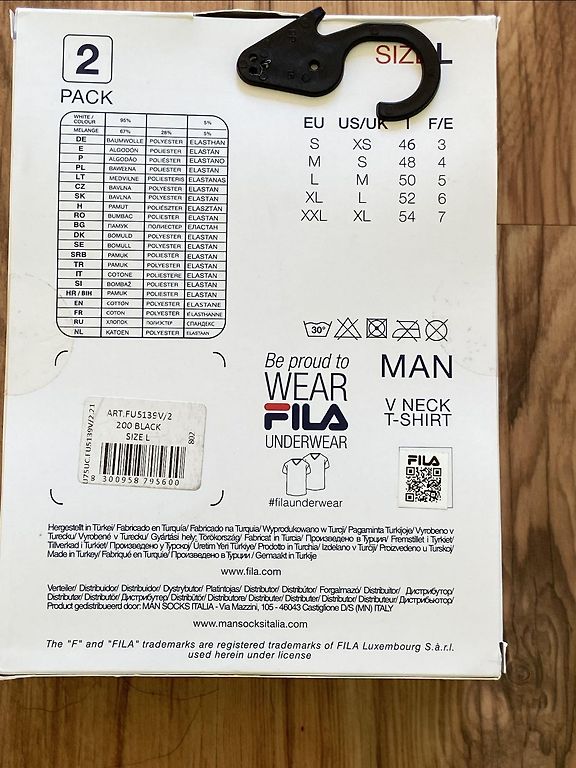 2
PACK
SIZE L
WHITE / COLOUR 95% 5%
MELANGE 67% 28% 5%
DE BAUMWOLLE POLYESTER ELASTHAN
E ALGODÓN POLIÉSTER ELASTÁN
P ALGODÃO POLIÉSTER ELASTANO
PL BAWEŁNA POLIESTER ELASTAN
LT MEDVILNĖ POLIESTERIS ELASTANAS
CZ BAVLNA POLYESTER ELASTAN
SK BAVLNA POLYESTER ELASTAN
H PAMUT POLIÉSZTER ELASZTÁN
RO BUMBAC POLIESTER ELASTAN
BG ПАМУК ПОЛИЕСТЕР ЕЛАСТАН
DK BOMULD POLYESTER ELASTAN
SE BOMULL POLYESTER ELASTAN
SRB PAMUK POLIESTER ELASTAN
TR PAMUK POLYESTER ELASTAN
IT COTONE POLIESTERE ELASTAN
SI BOMBAŽ POLIESTER ELASTAN
HR / BIH PAMUK POLIESTER ELASTAN
EN COTTON POLYESTER ELASTANE
FR COTON POLYESTER ELASTHANNE
RU ХЛОПОК ПОЛИЭСТЕР СПАНДЕКС
NL KATOEN POLYESTER ELASTAAN
EU US/UK I F/E
S XS 46 3
M S 48 4
L M 50 5
XL L 52 6
XXL XL 54 7
30°
Be proud to
WEAR
FILA
UNDERWEAR
#filaunderwear
MAN
V NECK
T-SHIRT
FILA
ART.FU5139V/2
200 BLACK
SIZE L
802
8 300958 795600
Hergestellt in Türkei/ Fabricado en Turquía/ Fabricado na Turquia/ Wyprodukowano w Turcji/ Pagaminta Turkijoje/ Vyrobeno v
Turecku/ Vyrobené v Turecku/ Gyártási hely: Törökország/ Fabricat in Turcia/ Произведено в Турция/ Fremstillet i Tyrkiet/
Tillverkad i Turkiet/ Произведено у Турској/ Üretim Yeri Türkiye/ Prodotto in Turchia/ Izdelano v Turčiji/ Proizvedeno u Turskoj/
Made in Turkey/ Fabriqué en Turquie/ Произведено в Турции/ Gemaakt in Turkije
www.fila.com
Verteiler/ Distribuidor/ Distribuidor/ Dystrybutor/ Platintojas/ Distributor/ Distribútor/ Forgalmazó/ Distribuitor/ Дистрибутор/
Distributer/ Distributör/ Дистрибутер/ Distribütör/ Distributore/ Distributer/ Distributer/ Distributor/ Distributeur/ Дистрибьютор/
Product gedistribueerd door: MAN SOCKS ITALIA - Via Mazzini, 105 - 46043 Castiglione D/S (MN) ITALY
www.mansocksitalia.com
The "F" and "FILA" trademarks are registered trademarks of FILA Luxembourg S.à.r.l.
used herein under license